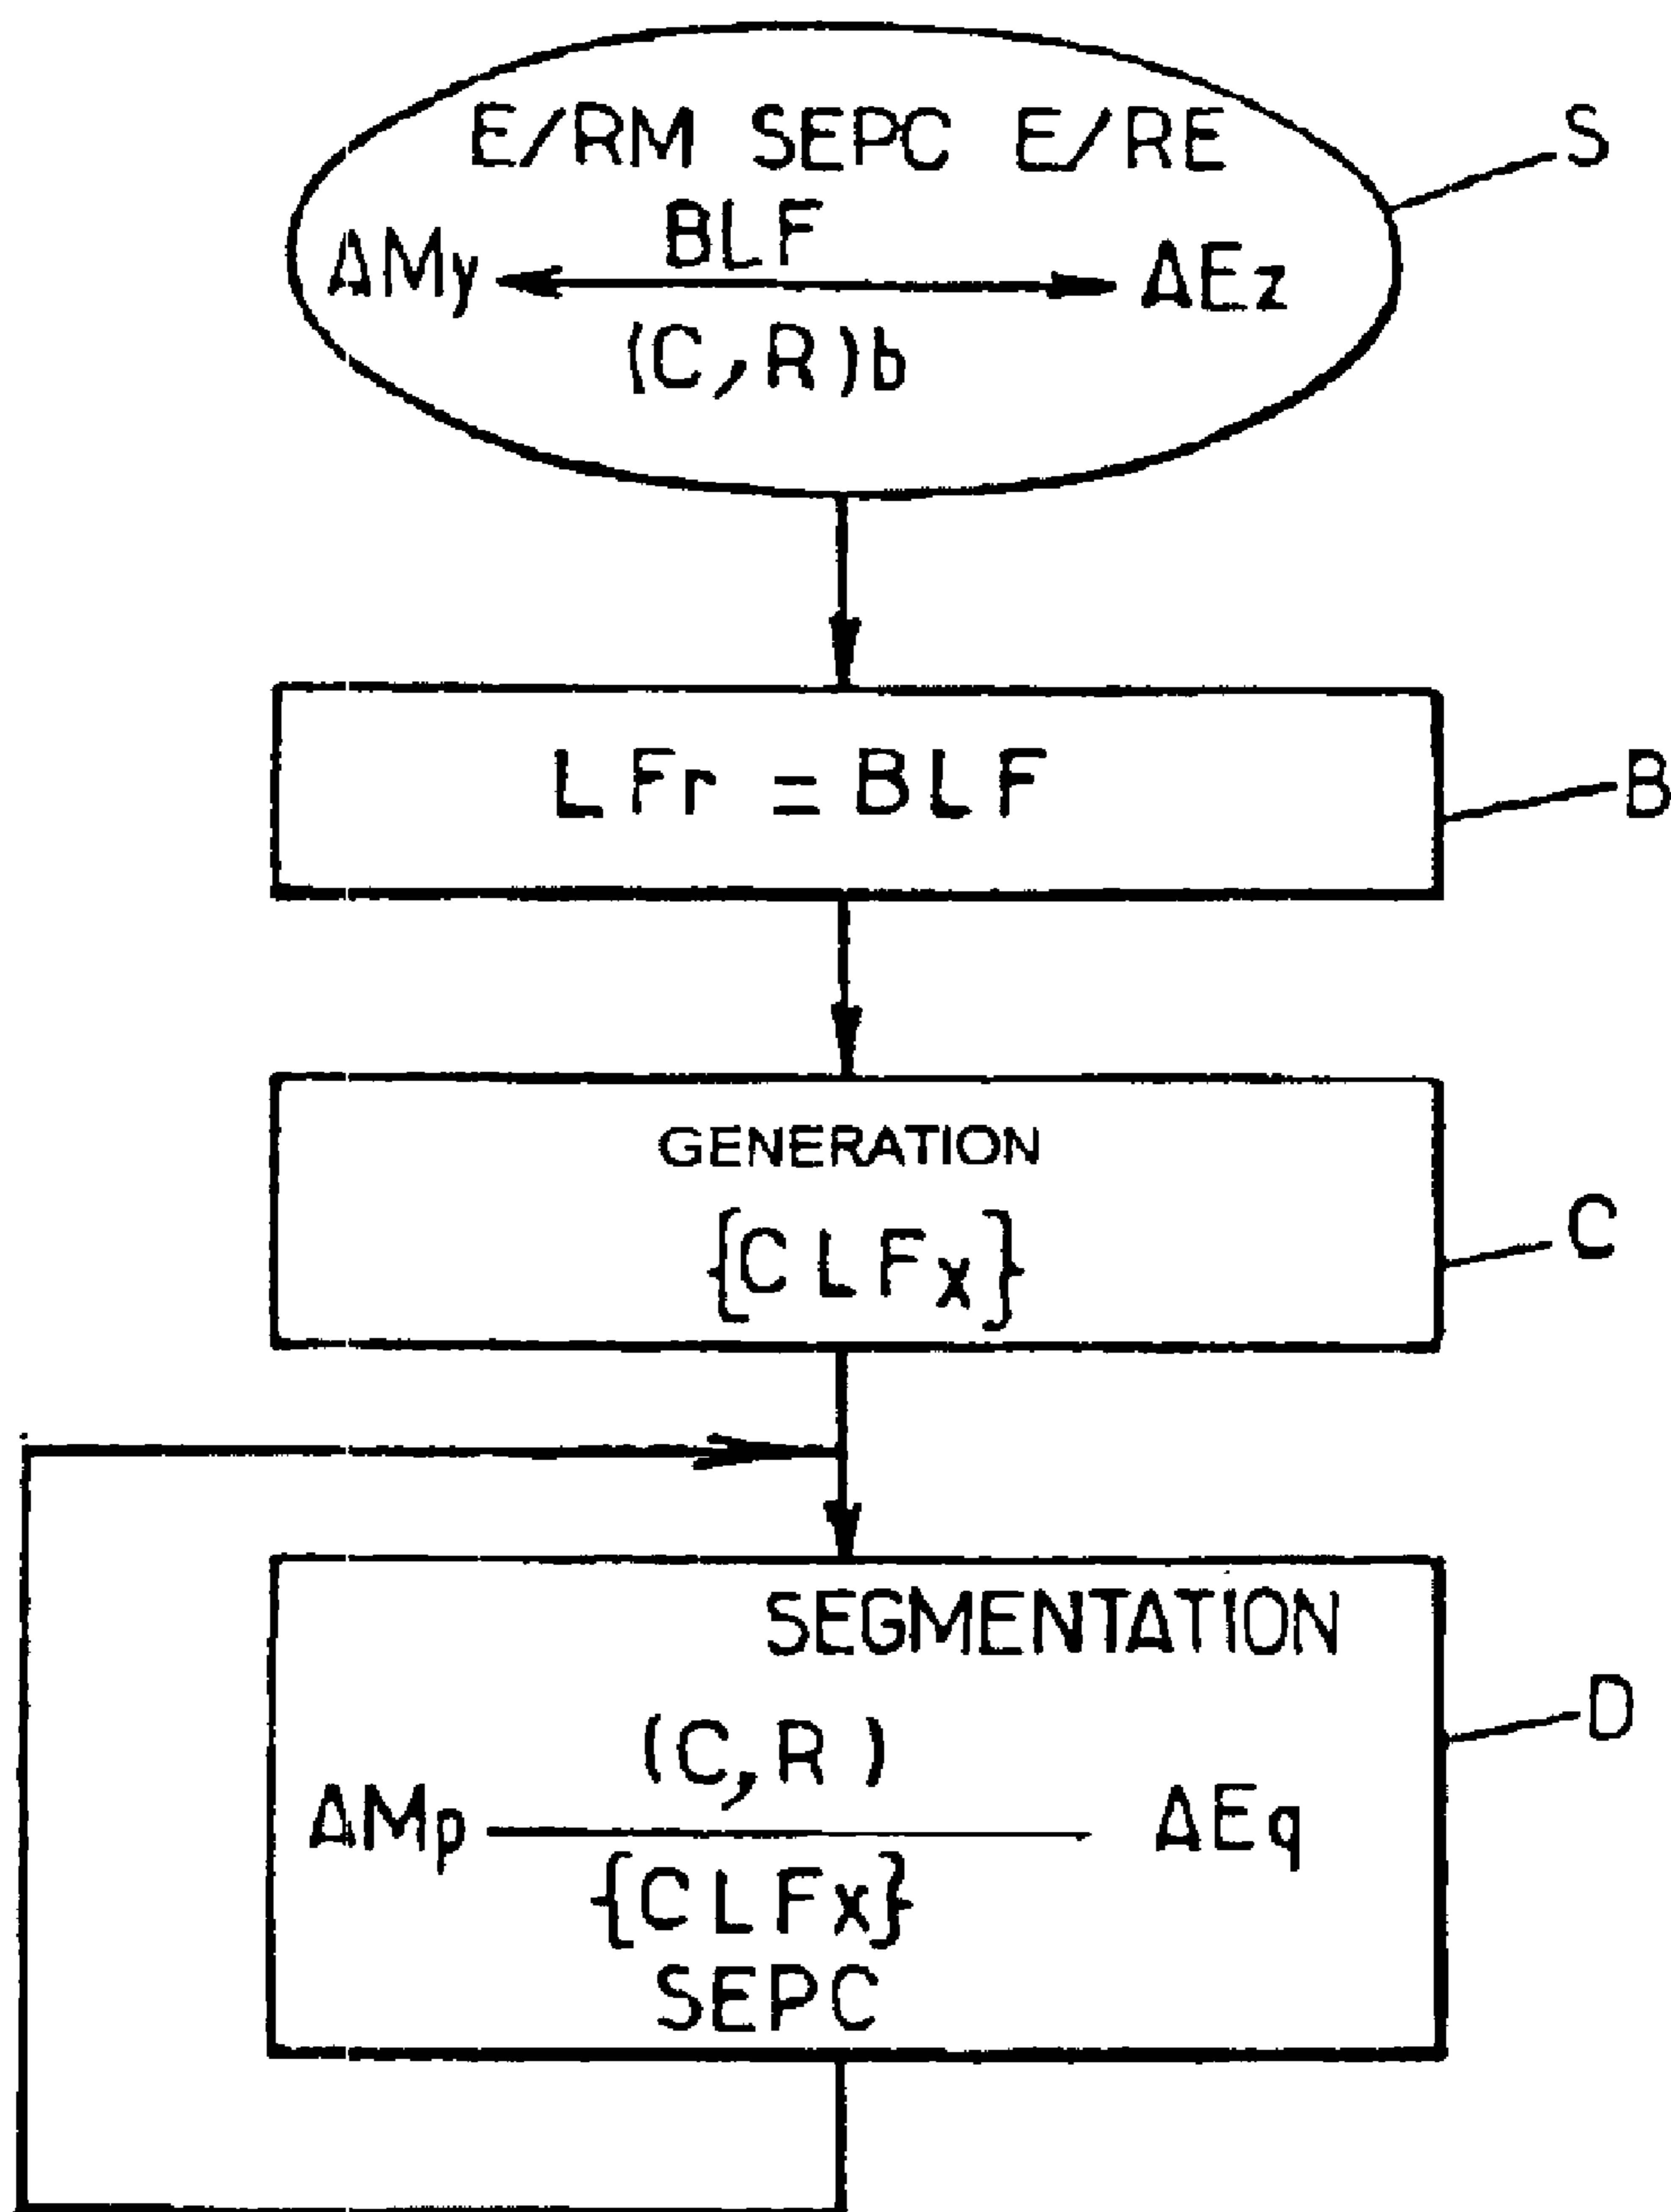 E/RM SEPC E/RE
S
BLF
AMy AEz
(C,R)b
LFr = BLF
B
GENERATION
{CLFx}
C
SEGMENTATION
D
(C,R)
AMp AEq
{CLFx}
SEPC